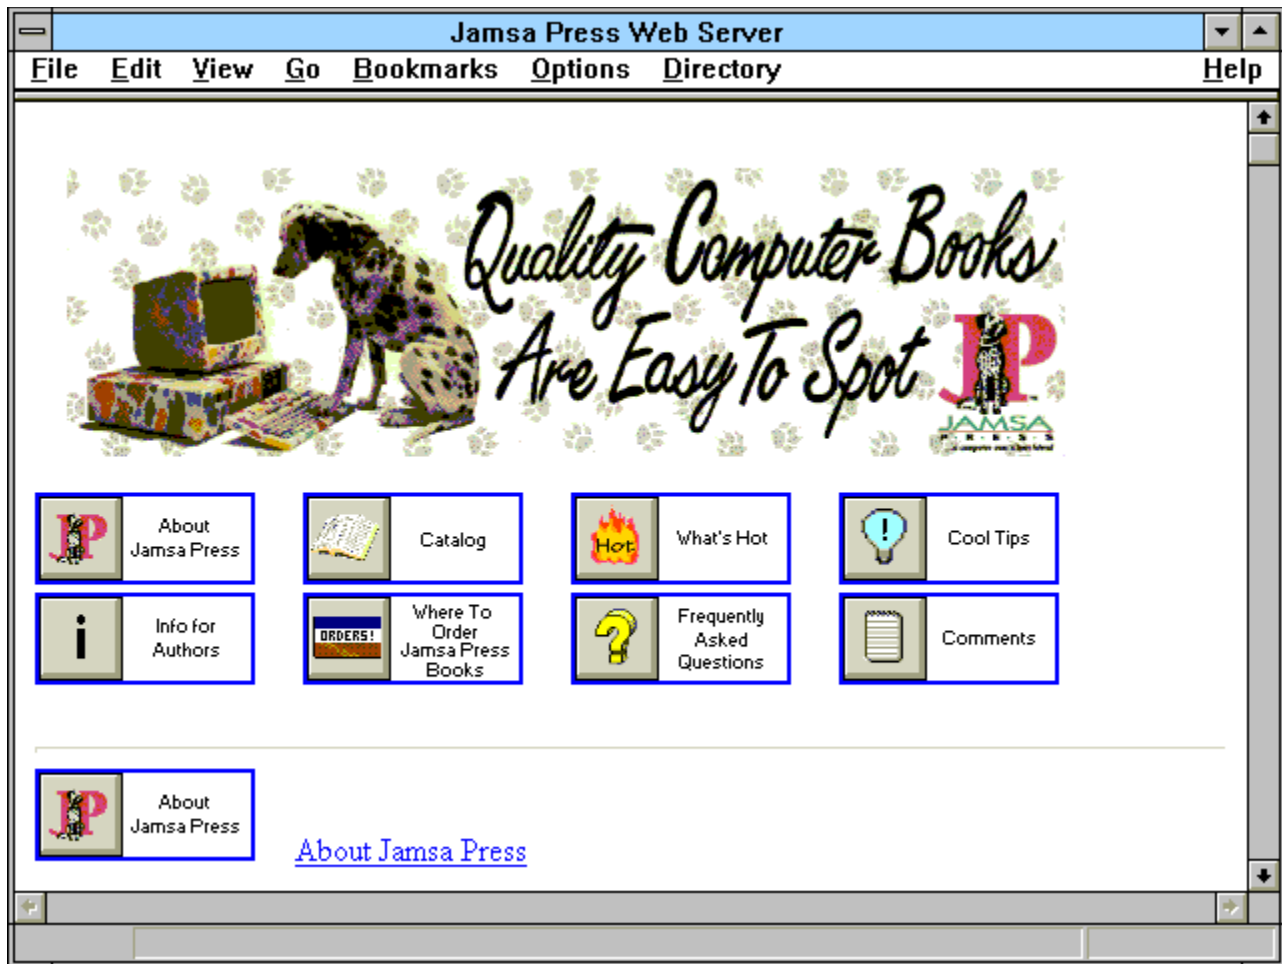 Jamsa Press Web Server
File Edit View Go Bookmarks Options Directory Help
Quality Computer Books
Are Easy To Spot
JP
JAMSA
P·R·E·S·S
JP
About
Jamsa Press
Catalog
Hot
What's Hot
!
Cool Tips
i
Info for
Authors
ORDERS!
Where To
Order
Jamsa Press
Books
?
Frequently
Asked
Questions
Comments
JP
About
Jamsa Press
About Jamsa Press